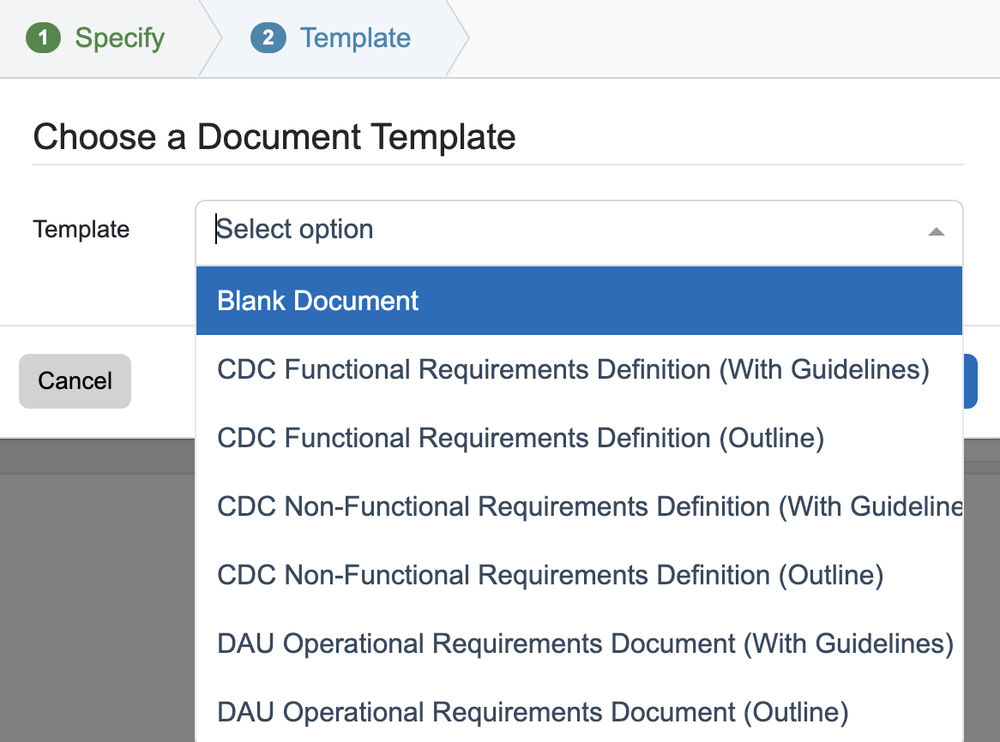 1 Specify
2 Template
Choose a Document Template
Template
Select option
Blank Document
CDC Functional Requirements Definition (With Guidelines)
CDC Functional Requirements Definition (Outline)
CDC Non-Functional Requirements Definition (With Guideline
CDC Non-Functional Requirements Definition (Outline)
DAU Operational Requirements Document (With Guidelines)
DAU Operational Requirements Document (Outline)
Cancel